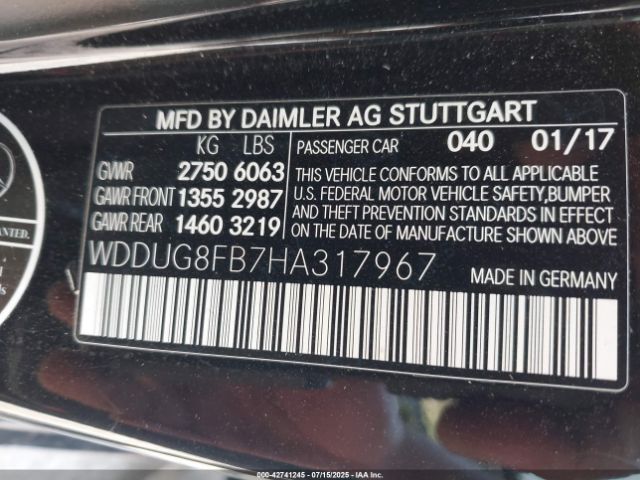 MFD BY DAIMLER AG STUTTGART
KG LBS
GVWR 2750 6063
GAWR FRONT 1355 2987
GAWR REAR 1460 3219
PASSENGER CAR 040 01/17
THIS VEHICLE CONFORMS TO ALL APPLICABLE
U.S. FEDERAL MOTOR VEHICLE SAFETY,BUMPER
AND THEFT PREVENTION STANDARDS IN EFFECT
ON THE DATE OF MANUFACTURE SHOWN ABOVE
WDDUG8FB7HA317967
MADE IN GERMANY
000-42741245 - 07/15/2025 - IAA Inc.